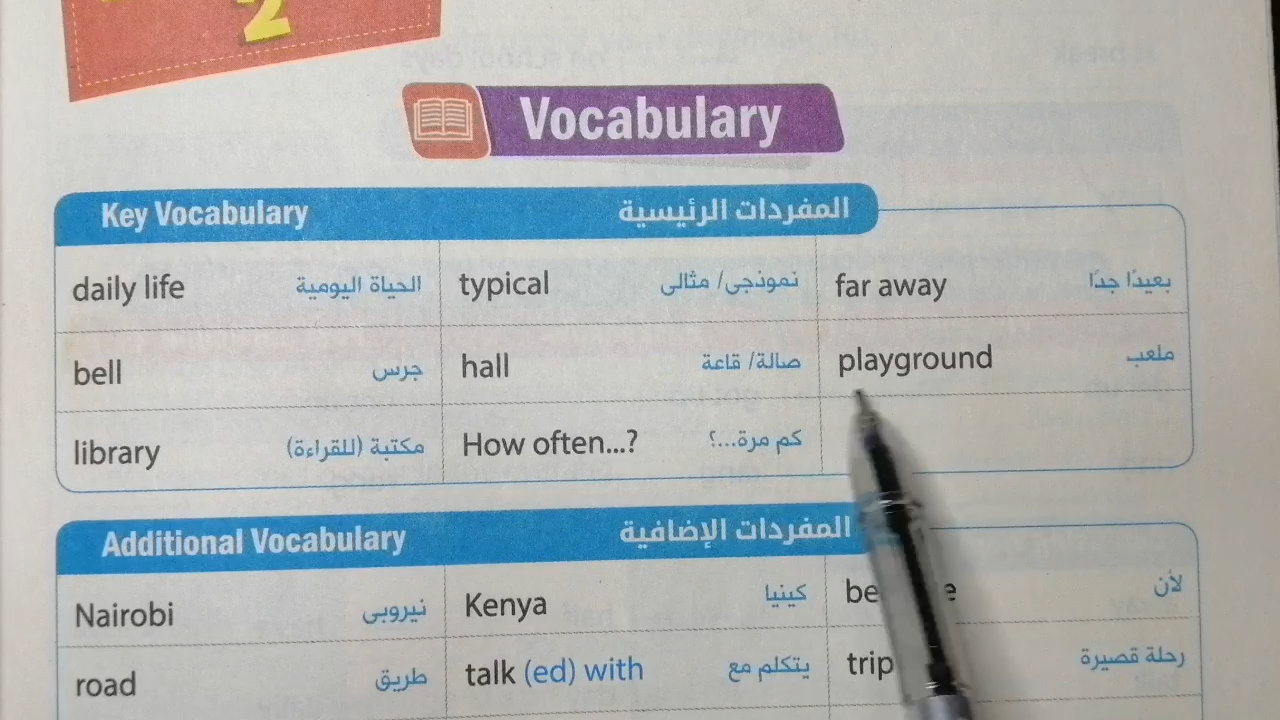 2
Vocabulary
Key Vocabulary المفردات الرئيسية
daily life الحياة اليومية typical نموذجى/ مثالى far away بعيدًا جدًا
bell جرس hall صالة/ قاعة playground ملعب
library مكتبة (للقراءة) How often...? كم مرة...؟
Additional Vocabulary المفردات الإضافية
Nairobi نيروبى Kenya كينيا لأن
road طريق talk (ed) with يتكلم مع trip رحلة قصيرة